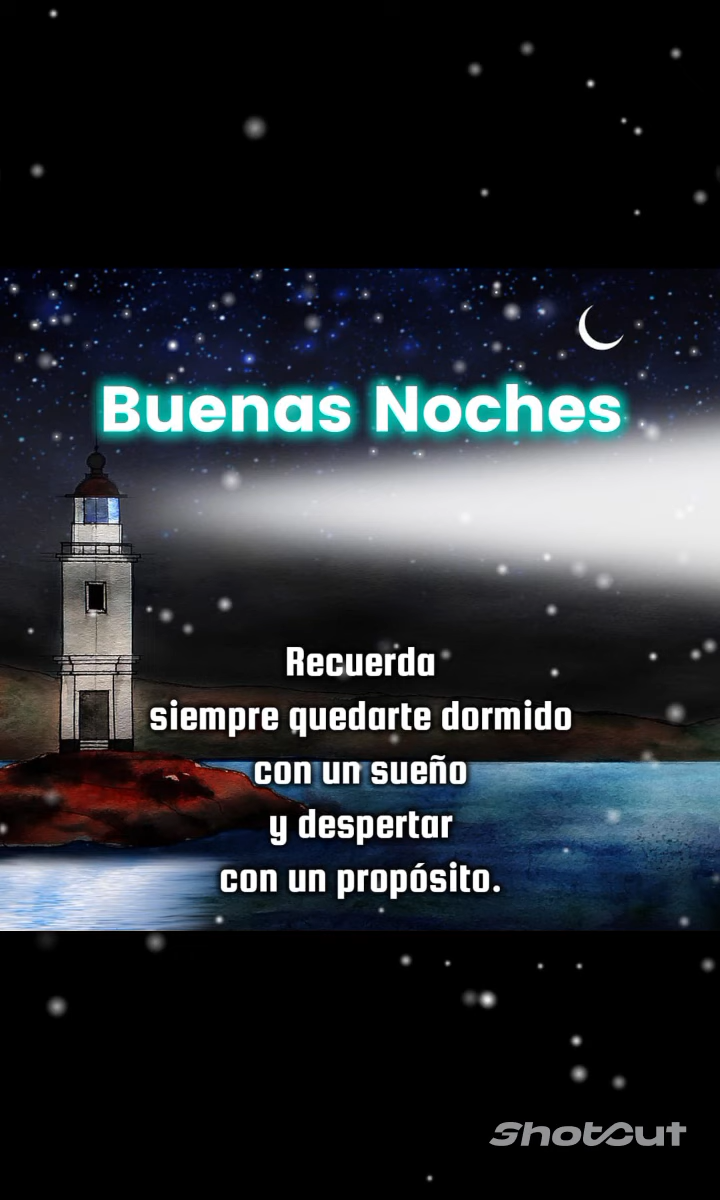 Buenas Noches
Recuerda
siempre quedarte dormido
con un sueño
y despertar
con un propósito.
ShotCut